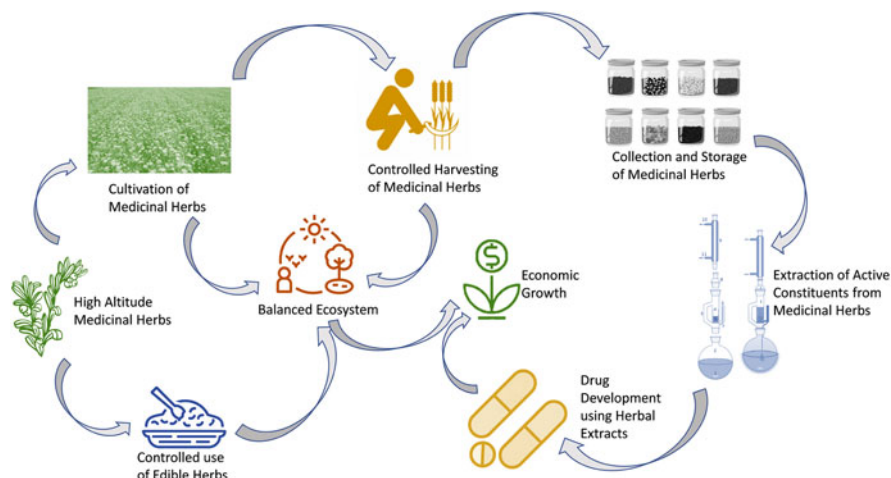 Cultivation of
Medicinal Herbs
Controlled Harvesting
of Medicinal Herbs
Collection and Storage
of Medicinal Herbs
High Altitude
Medicinal Herbs
Balanced Ecosystem
$
Economic
Growth
Extraction of Active
Constituents from
Medicinal Herbs
Controlled use
of Edible Herbs
Drug
Development
using Herbal
Extracts